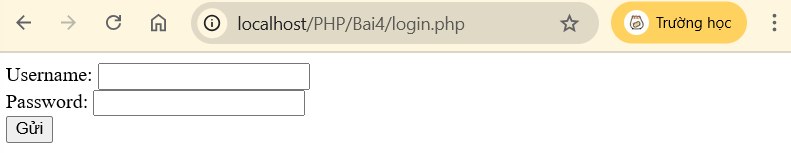 localhost/PHP/Bai4/login.php
Trường học
Username:
Password:
Gửi